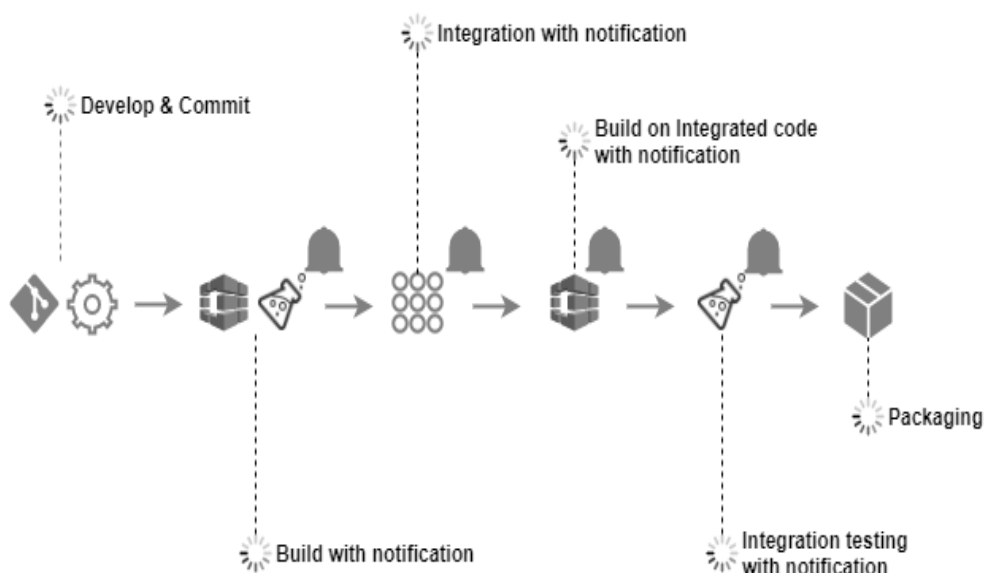 Integration with notification
Develop & Commit
Build on Integrated code
with notification
Packaging
Build with notification
Integration testing
with notification